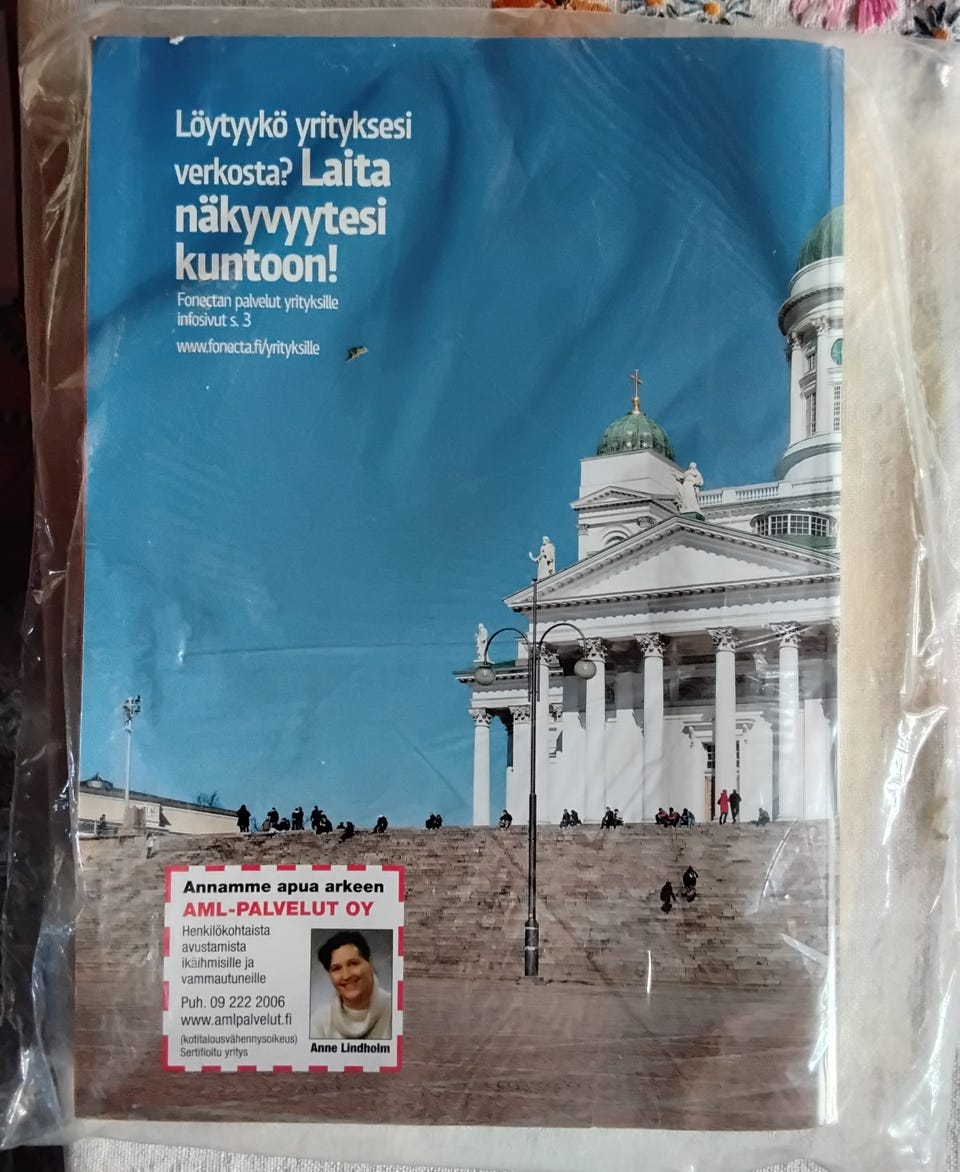 Löytyykö yrityksesi
verkosta? Laita
näkyvyytesi
kuntoon!
Fonectan palvelut yrityksille
infosivut s. 3
www.fonecta.fi/yrityksille
Annamme apua arkeen
AML-PALVELUT OY
Henkilökohtaista
avustamista
ikäihmisille ja
vammautuneille
Puh. 09 222 2006
www.amlpalvelut.fi
(kotitalousvähennysoikeus)
Sertifioitu yritys
Anne Lindholm